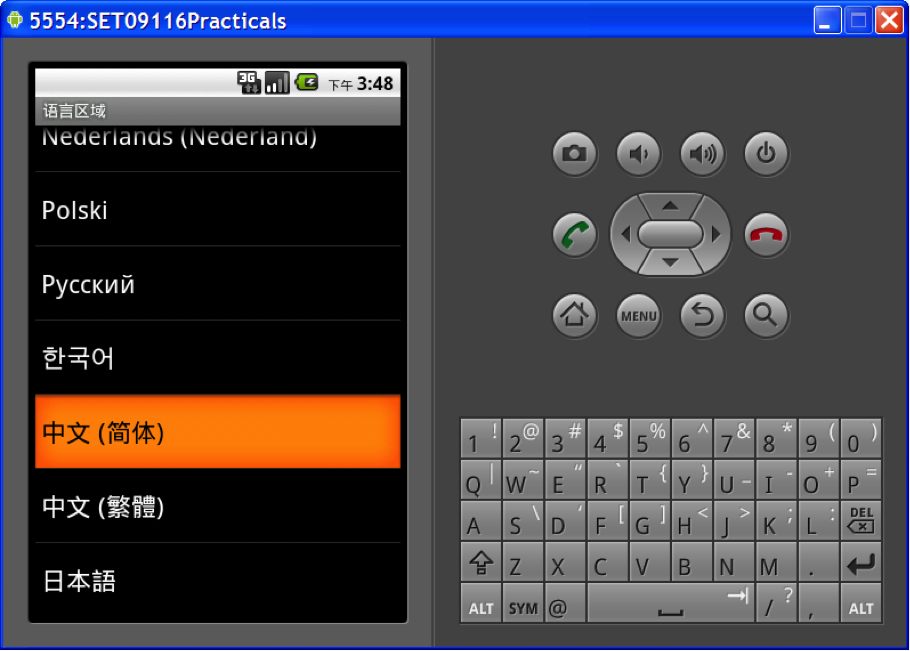 5554:SET09116Practicals
3G 下午 3:48
语言区域
Nederlands (Nederland)
Polski
Русский
한국어
中文 (简体)
中文 (繁體)
日本語
MENU
1 ! 2 @ 3 # 4 $ 5 % 6 ^ 7 & 8 * 9 ( 0 )
Q | W ~ E “ R ` T { Y } U _ I - O + P =
A S \ D ‘ F [ G ] H < J > K ; L : DEL
Z X C V B N M .
ALT SYM @ / ? , ALT